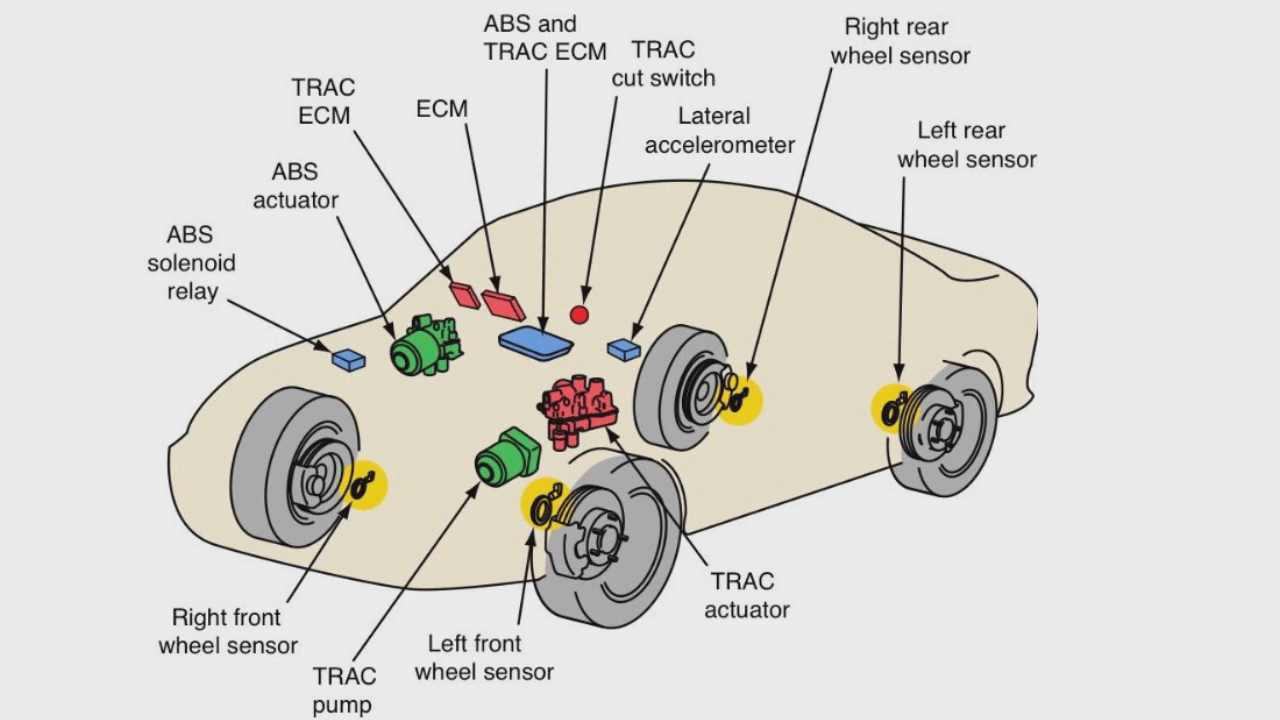 ABS and
TRAC ECM
TRAC
cut switch
Right rear
wheel sensor
TRAC
ECM
ECM
Lateral
accelerometer
Left rear
wheel sensor
ABS
actuator
ABS
solenoid
relay
TRAC
actuator
Right front
wheel sensor
Left front
wheel sensor
TRAC
pump